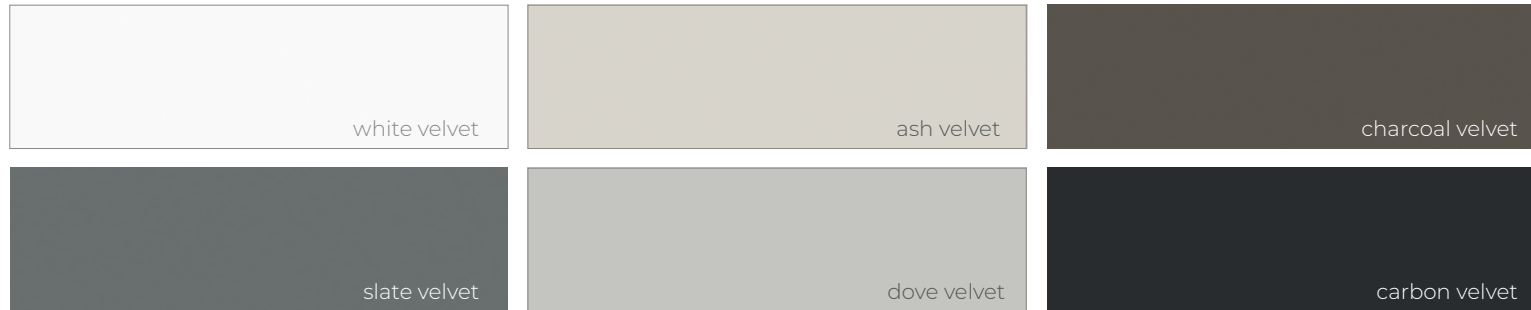 white velvet
ash velvet
charcoal velvet
slate velvet
dove velvet
carbon velvet